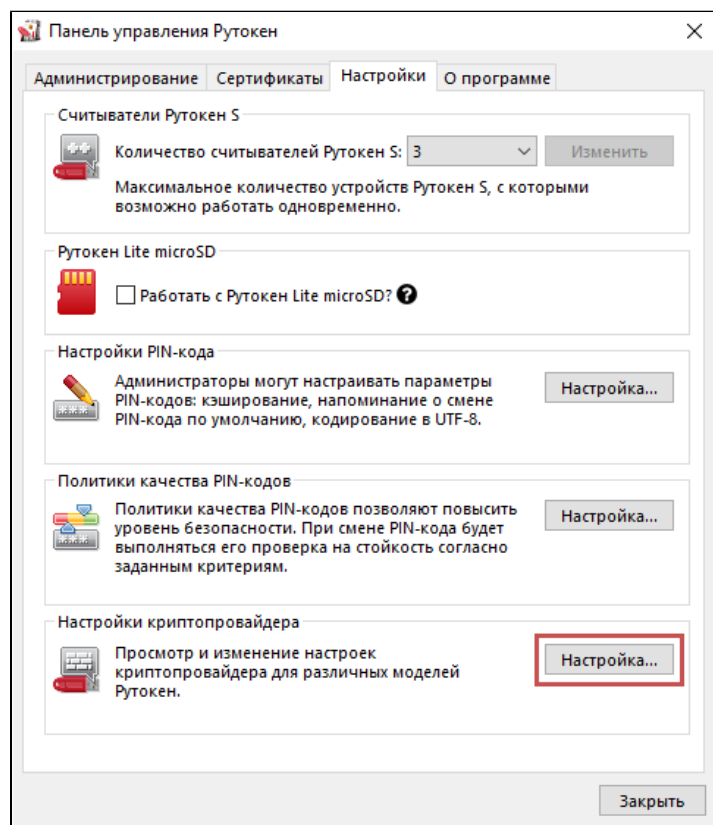 Панель управления Рутокен
Администрирование Сертификаты Настройки О программе
Считыватели Рутокен S
Количество считывателей Рутокен S: 3 Изменить
Максимальное количество устройств Рутокен S, с которыми
возможно работать одновременно.
Рутокен Lite microSD
Работать с Рутокен Lite microSD? ?
Настройки PIN-кода
Администраторы могут настраивать параметры
PIN-кодов: кэширование, напоминание о смене
PIN-кода по умолчанию, кодирование в UTF-8.
Настройка...
Политики качества PIN-кодов
Политики качества PIN-кодов позволяют повысить
уровень безопасности. При смене PIN-кода будет
выполняться его проверка на стойкость согласно
заданным критериям.
Настройка...
Настройки криптопровайдера
Просмотр и изменение настроек
криптопровайдера для различных моделей
Рутокен.
Настройка...
Закрыть